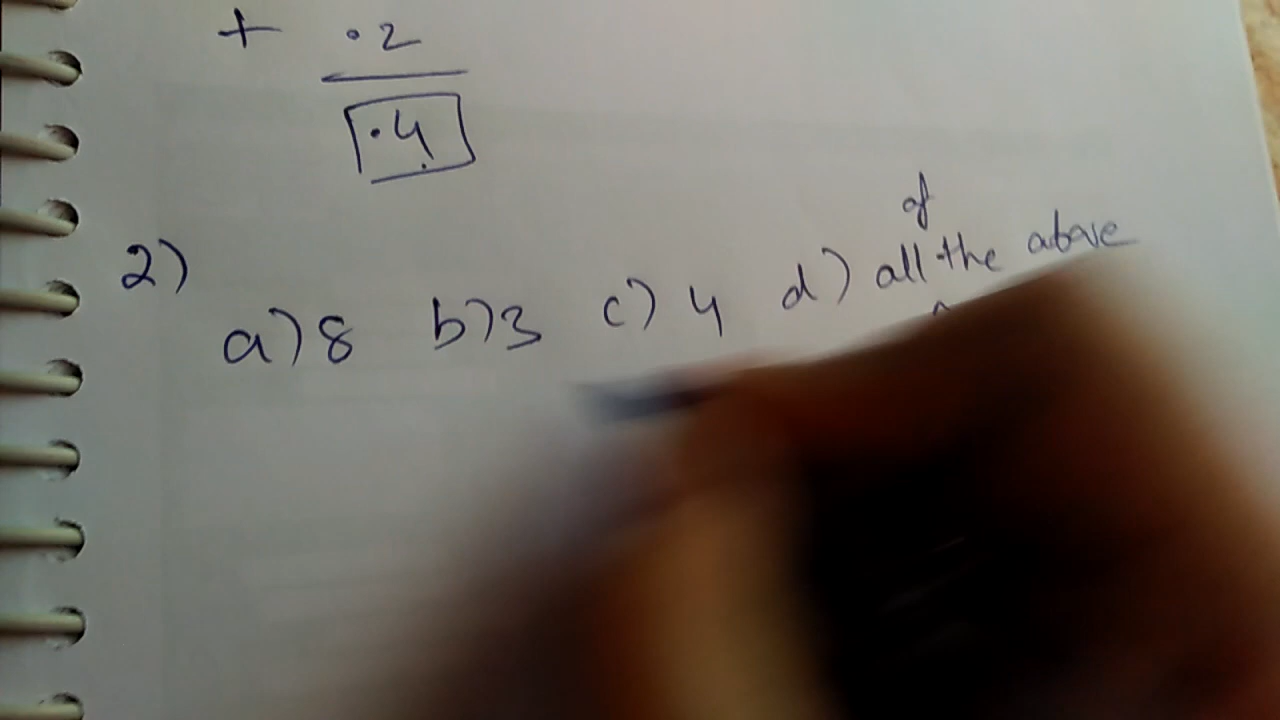 + .2
.4
2)
of
a) 8 b) 3 c) 4 d) all the above